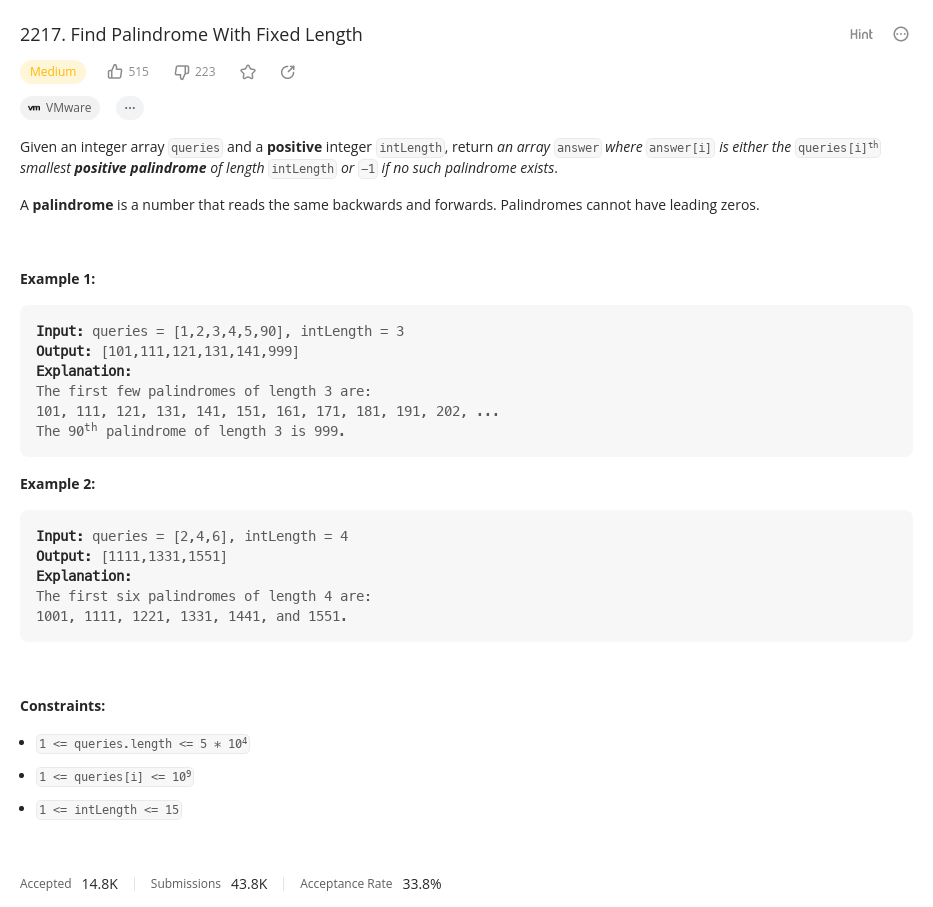 2217. Find Palindrome With Fixed Length
Hint
Medium 515 223
vm VMware ...
Given an integer array queries and a positive integer intLength, return an array answer where answer[i] is either the queries[i]th
smallest positive palindrome of length intLength or -1 if no such palindrome exists.
A palindrome is a number that reads the same backwards and forwards. Palindromes cannot have leading zeros.
Example 1:
Input: queries = [1,2,3,4,5,90], intLength = 3
Output: [101,111,121,131,141,999]
Explanation:
The first few palindromes of length 3 are:
101, 111, 121, 131, 141, 151, 161, 171, 181, 191, 202, ...
The 90th palindrome of length 3 is 999.
Example 2:
Input: queries = [2,4,6], intLength = 4
Output: [1111,1331,1551]
Explanation:
The first six palindromes of length 4 are:
1001, 1111, 1221, 1331, 1441, and 1551.
Constraints:
• 1 <= queries.length <= 5 * 10⁴
• 1 <= queries[i] <= 10⁹
• 1 <= intLength <= 15
Accepted 14.8K Submissions 43.8K Acceptance Rate 33.8%